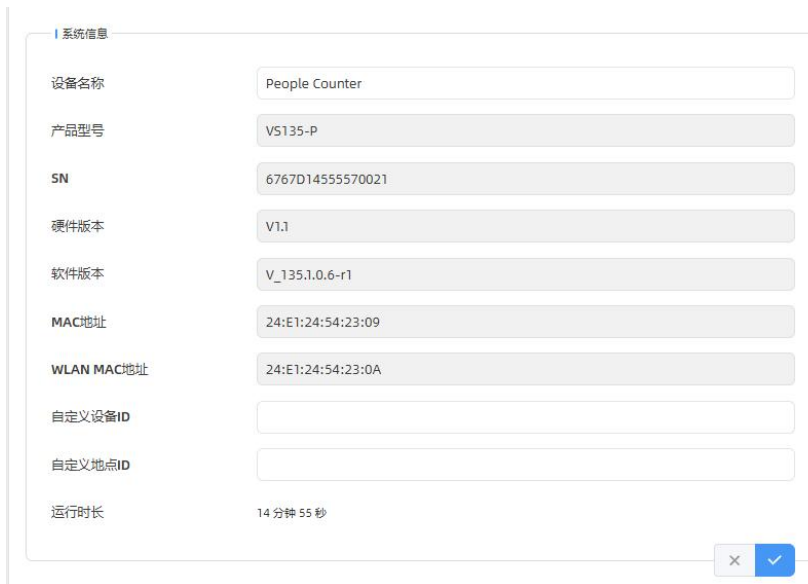 系统信息
设备名称 People Counter
产品型号 VS135-P
SN 6767D14555570021
硬件版本 V1.1
软件版本 V_135.1.0.6-r1
MAC地址 24:E1:24:54:23:09
WLAN MAC地址 24:E1:24:54:23:0A
自定义设备ID
自定义地点ID
运行时长 14 分钟 55 秒